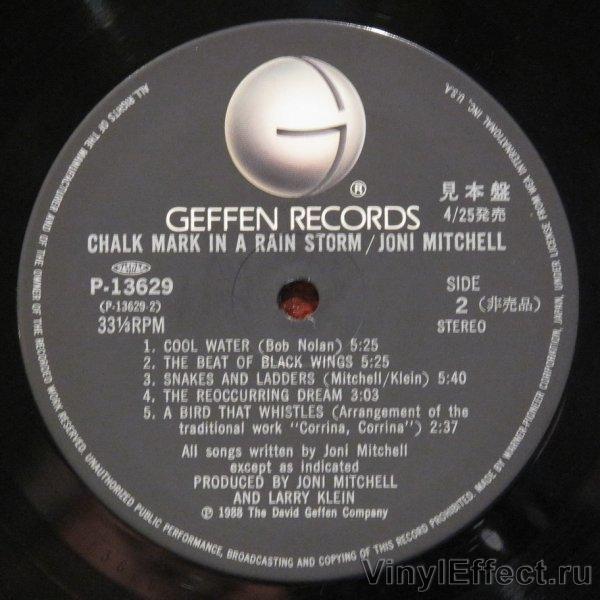 ALL RIGHTS OF THE MANUFACTURER AND OF THE OWNER OF THE RECORDED WORK RESERVED. UNAUTHORIZED PUBLIC PERFORMANCE, BROADCASTING AND COPYING OF THIS RECORD PROHIBITED. MADE BY WARNER-PIONEER CORPORATION, JAPAN, UNDER LICENSE FROM WEA INTERNATIONAL INC., U.S.A.
®
GEFFEN RECORDS
見本盤
4/25発売
CHALK MARK IN A RAIN STORM / JONI MITCHELL
P-13629
(P-13629-2)
33⅓RPM
SIDE
2 (非売品)
STEREO
1. COOL WATER (Bob Nolan) 5:25
2. THE BEAT OF BLACK WINGS 5:25
3. SNAKES AND LADDERS (Mitchell/Klein) 5:40
4. THE REOCCURRING DREAM 3:03
5. A BIRD THAT WHISTLES (Arrangement of the
traditional work "Corrina, Corrina") 2:37
All songs written by Joni Mitchell
except as indicated
PRODUCED BY JONI MITCHELL
AND LARRY KLEIN
℗ 1988 The David Geffen Company
VinylEffect.ru